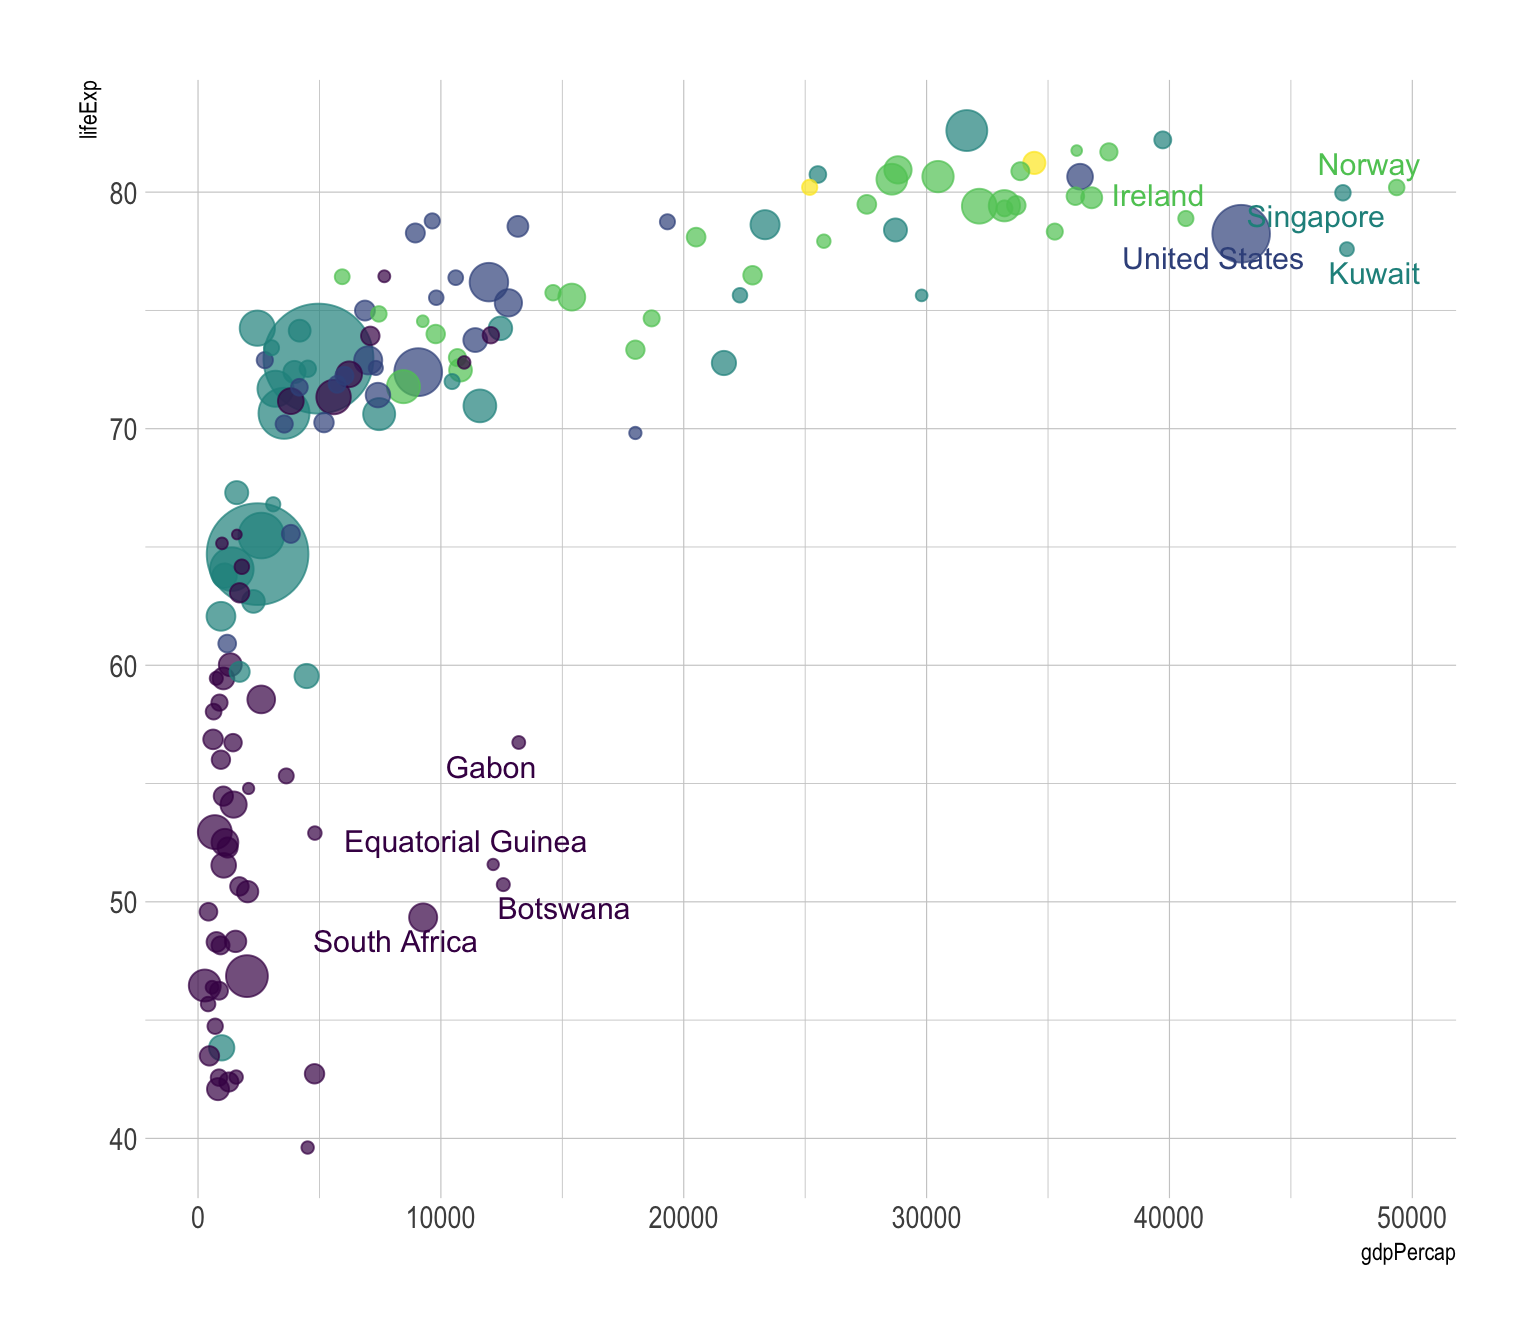 lifeExp
80
70
60
50
40
Norway
Ireland
Singapore
United States
Kuwait
Gabon
Equatorial Guinea
Botswana
South Africa
0 10000 20000 30000 40000 50000
gdpPercap